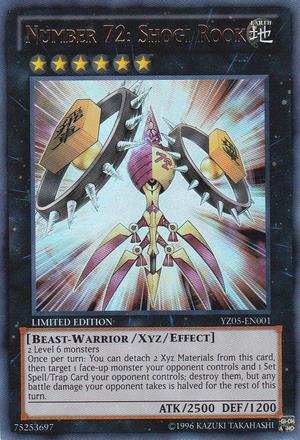 NUMBER 72: SHOGI ROOK
EARTH
地
72
LIMITED EDITION
YZ05-EN001
[BEAST-WARRIOR /XYZ/EFFECT]
2 Level 6 monsters
Once per turn: You can detach 2 Xyz Materials from this card,
then target 1 face-up monster your opponent controls and 1 Set
Spell/Trap Card your opponent controls; destroy them, but any
battle damage your opponent takes is halved for the rest of this
turn.
ATK/2500 DEF/1200
75253697
©1996 KAZUKI TAKAHASHI